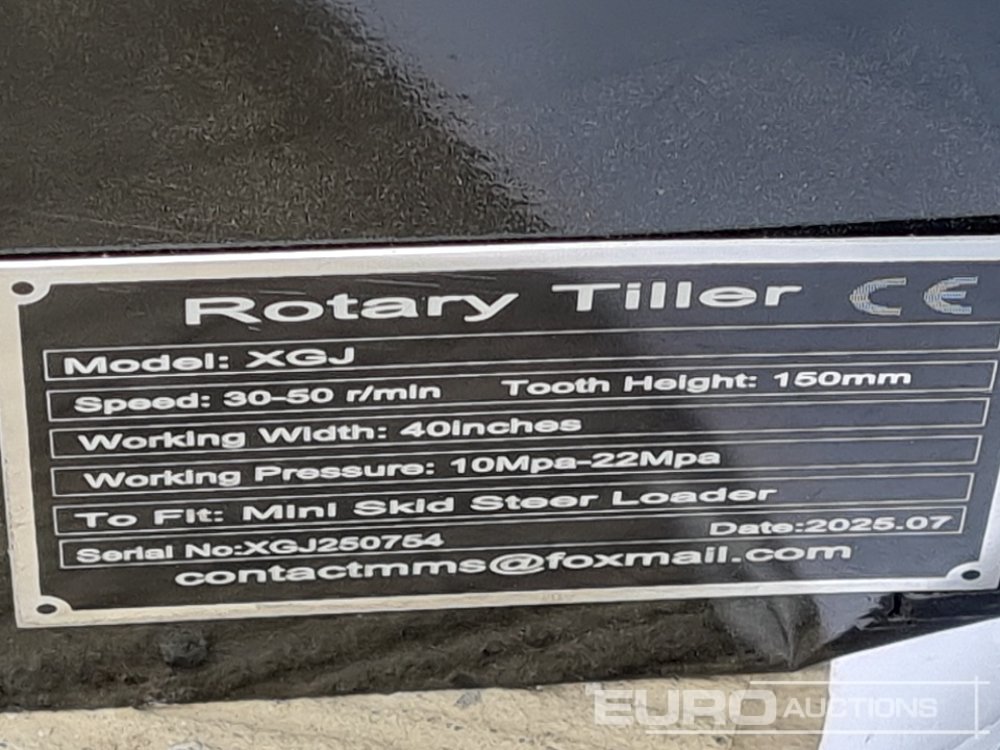 Rotary Tiller CE
Model: XGJ
Speed: 30-50 r/min Tooth Height: 150mm
Working Width: 40inches
Working Pressure: 10Mpa-22Mpa
To Fit: Mini Skid Steer Loader
Serial No:XGJ250754 Date:2025.07
contactmms@foxmail.com
EURO AUCTIONS